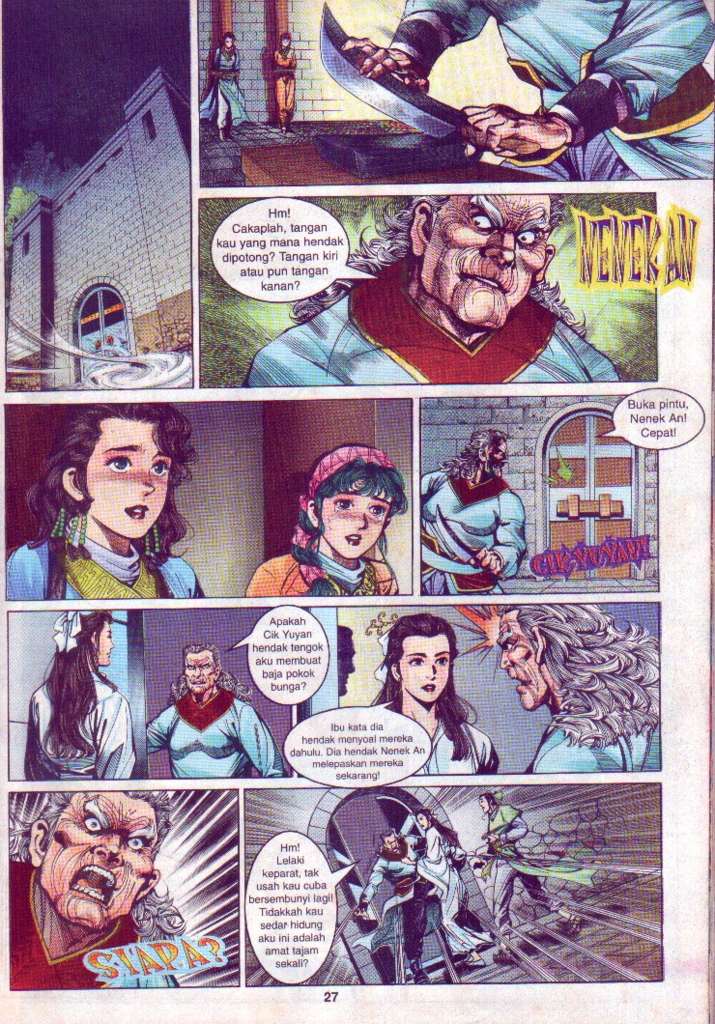 Hm!
Cakaplah, tangan
kau yang mana hendak
dipotong? Tangan kiri
atau pun tangan
kanan?
NENEK AN
Buka pintu,
Nenek An!
Cepat!
CIK YUYAN!
Apakah
Cik Yuyan
hendak tengok
aku membuat
baja pokok
bunga?
Ibu kata dia
hendak menyoal mereka
dahulu. Dia hendak Nenek An
melepaskan mereka
sekarang!
SIAPA?
Hm!
Lelaki
keparat, tak
usah kau cuba
bersembunyi lagi!
Tidakkah kau
sedar hidung
aku ini adalah
amat tajam
sekali?
27